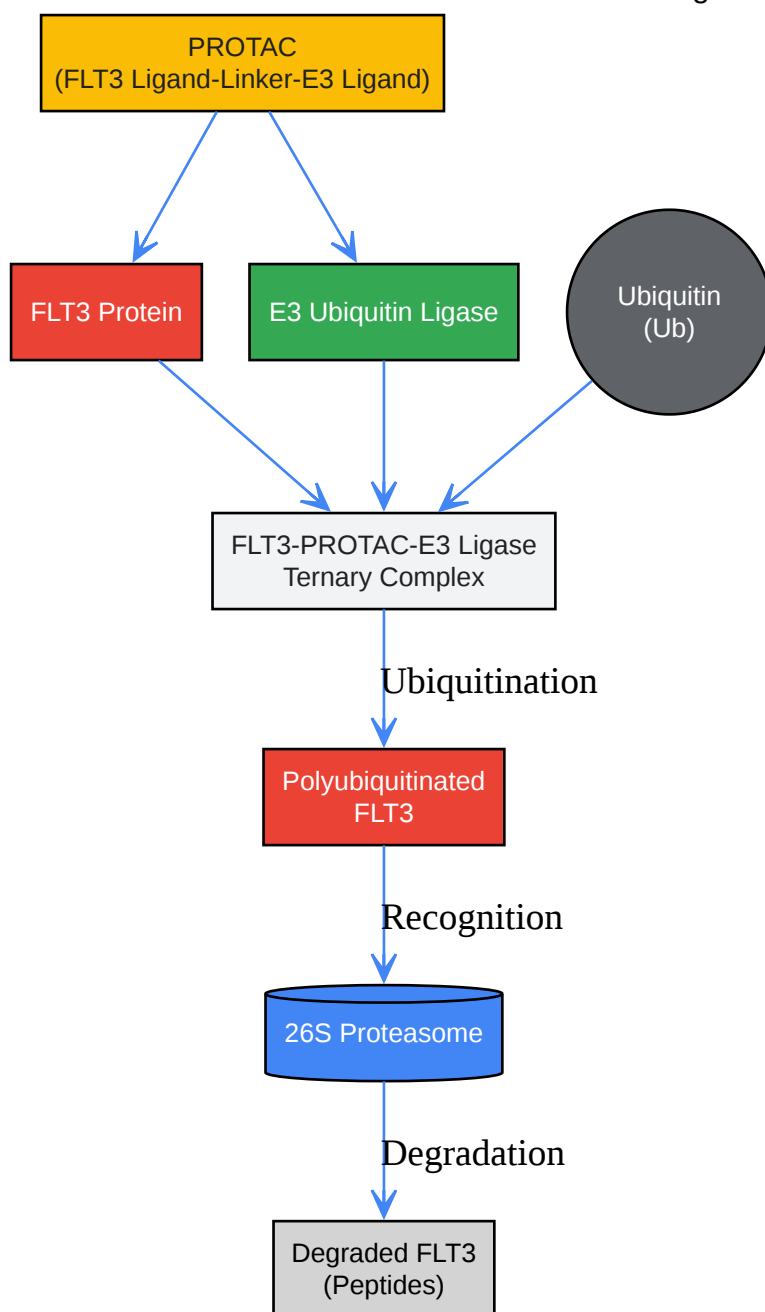 PROTAC
(FLT3 Ligand-Linker-E3 Ligand)
FLT3 Protein
E3 Ubiquitin Ligase
Ubiquitin
(Ub)
FLT3-PROTAC-E3 Ligase
Ternary Complex
Ubiquitination
Polyubiquitinated
FLT3
Recognition
26S Proteasome
Degradation
Degraded FLT3
(Peptides)